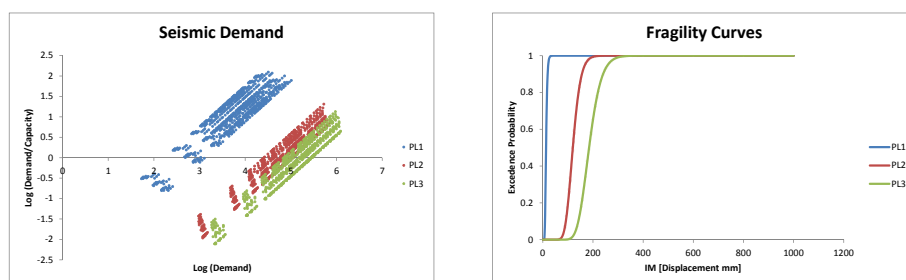 Seismic Demand
2.5
2
1.5
1
0.5
0
-0.5
-1
-1.5
-2
-2.5
0 1 2 3 4 5 6 7
Log (Demand/Capacity)
Log (Demand)
PL1
PL2
PL3
Fragility Curves
1
0.8
0.6
0.4
0.2
0
0 200 400 600 800 1000 1200
Excedence Probability
IM [Displacement mm]
PL1
PL2
PL3